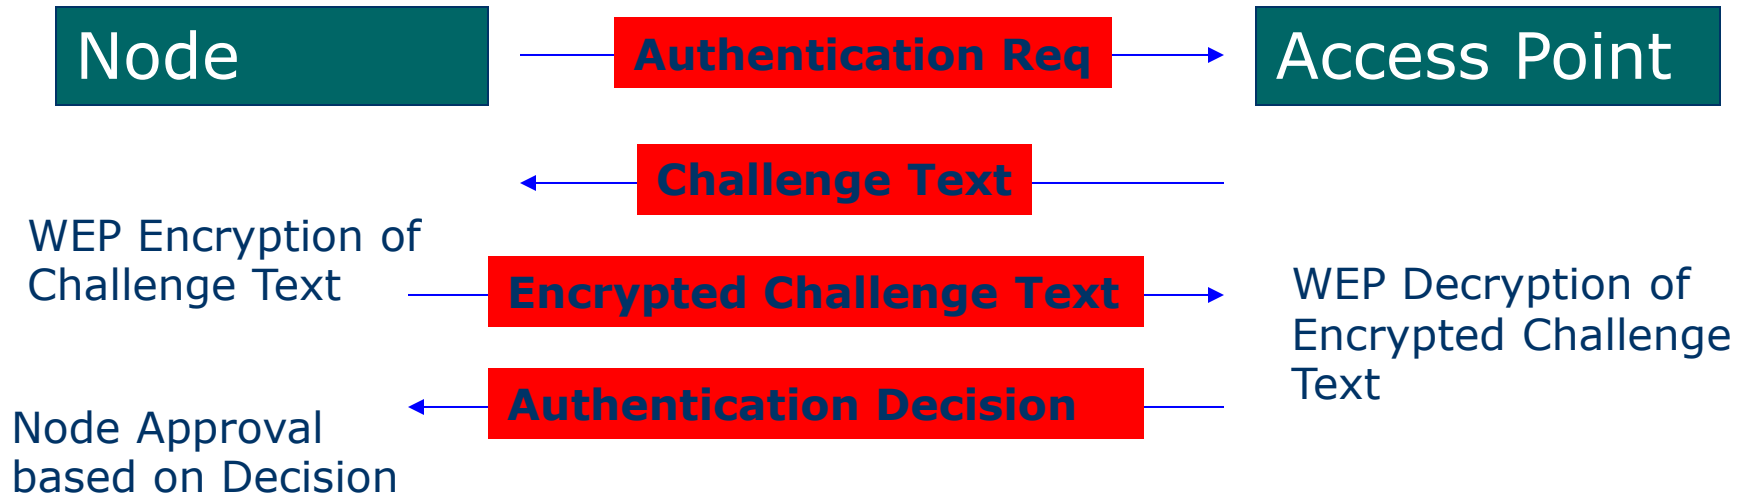 Node
Authentication Req
Access Point
Challenge Text
WEP Encryption of
Challenge Text
Encrypted Challenge Text
WEP Decryption of
Encrypted Challenge
Text
Authentication Decision
Node Approval
based on Decision